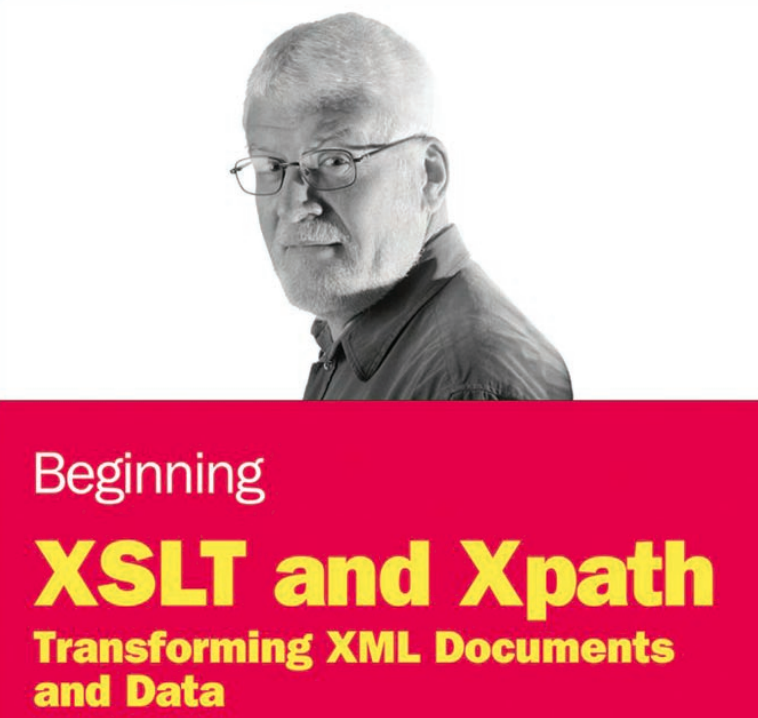 Beginning
XSLT and Xpath
Transforming XML Documents
and Data